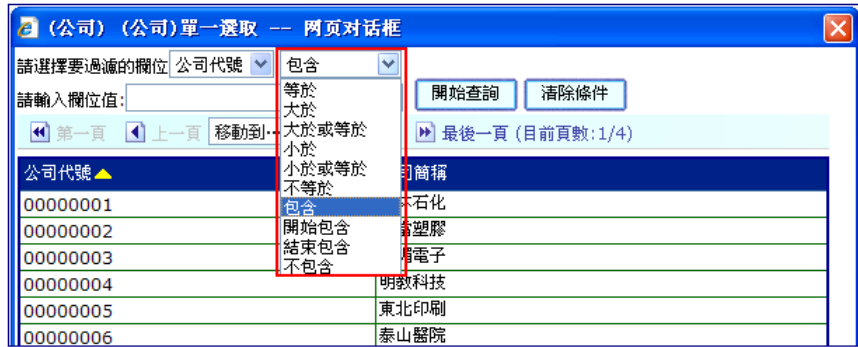 (公司) (公司)單一選取 -- 网页对话框
請選擇要過濾的欄位 公司代號 包含
請輸入欄位值: 開始查詢 清除條件
第一頁 上一頁 移動到… 最後一頁 (目前頁數:1/4)
等於
大於
大於或等於
小於
小於或等於
不等於
包含
開始包含
結束包含
不包含
公司代號 簡稱
00000001 石化
00000002 塑膠
00000003 電子
00000004 明教科技
00000005 東北印刷
00000006 泰山醫院